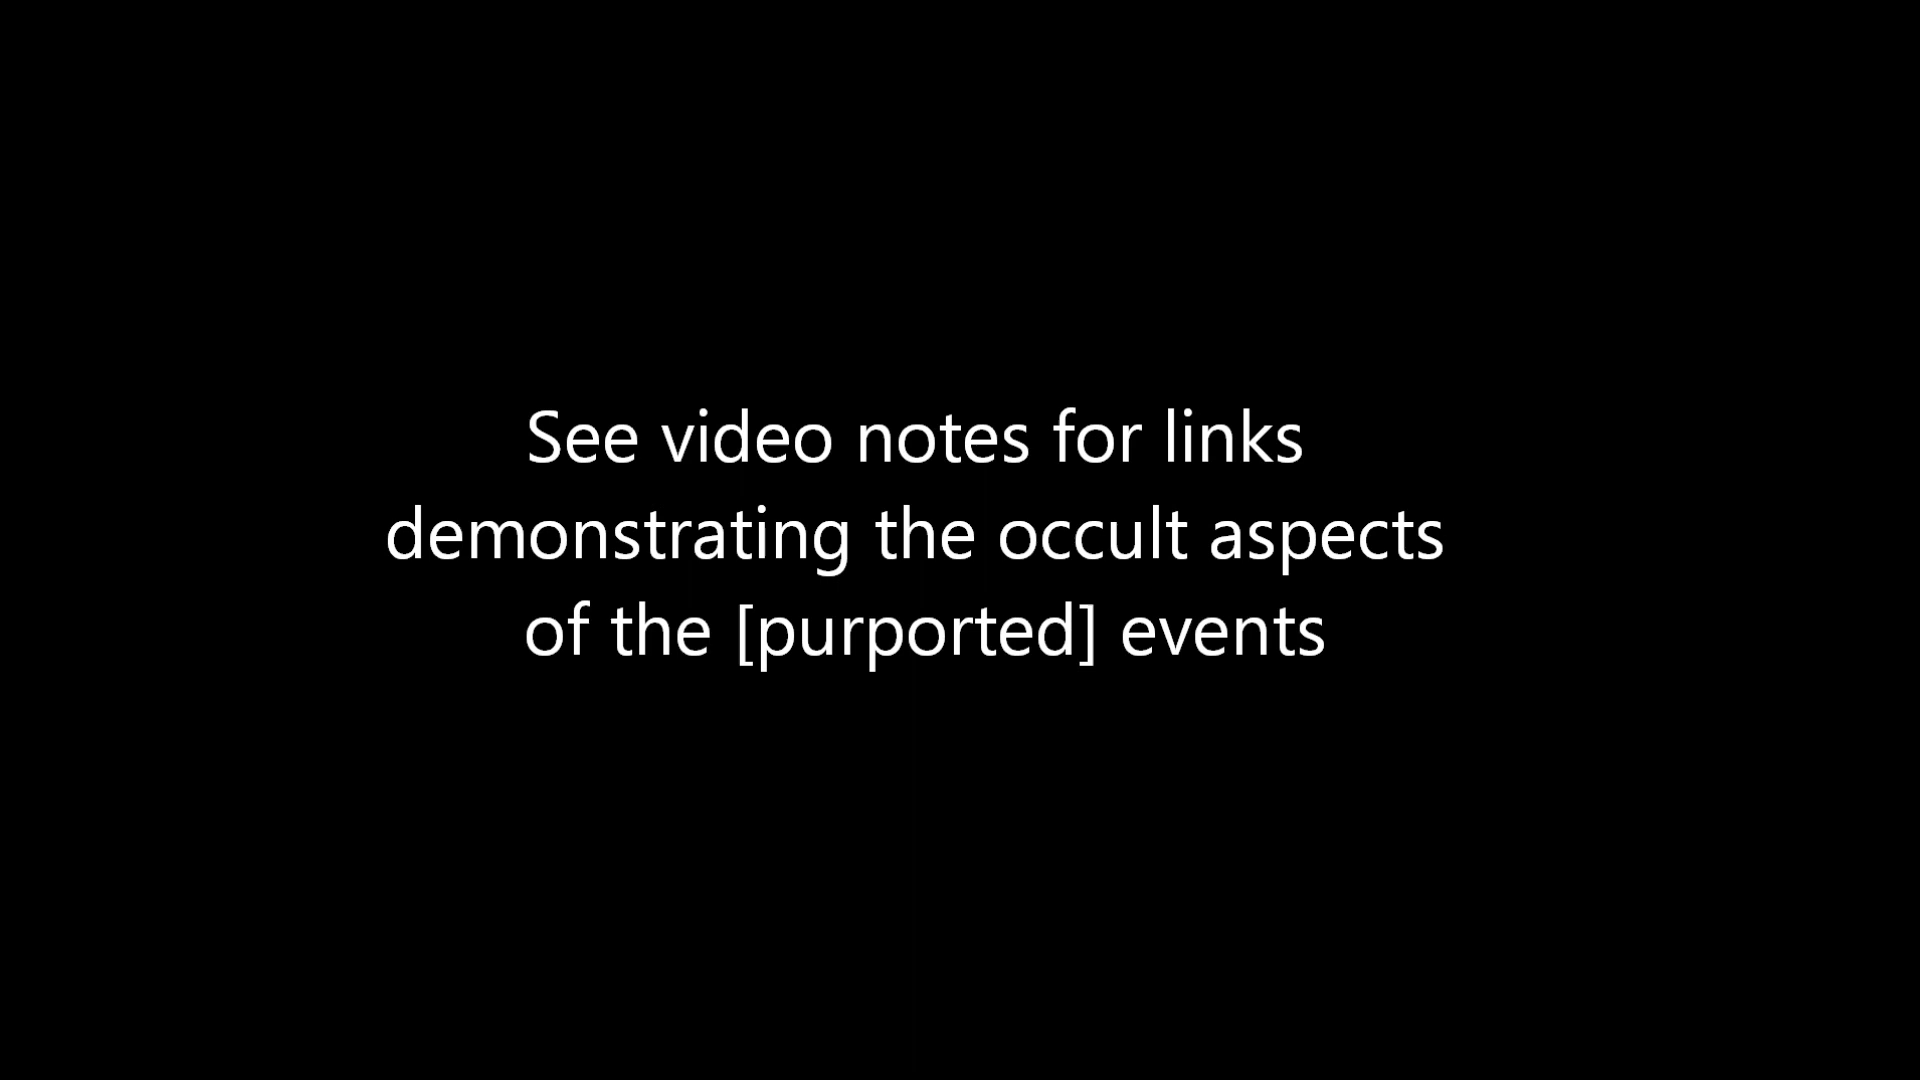 See video notes for links
demonstrating the occult aspects
of the [purported] events